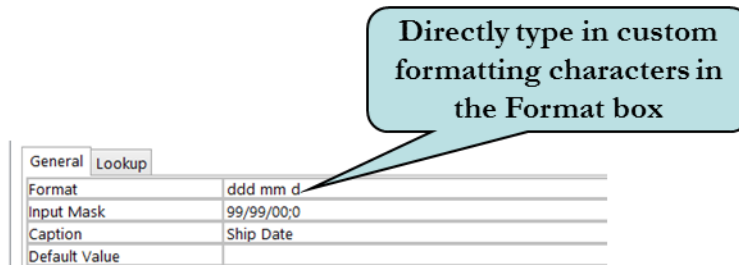 Directly type in custom
formatting characters in
the Format box
General Lookup
Format ddd mm d
Input Mask 99/99/00;0
Caption Ship Date
Default Value